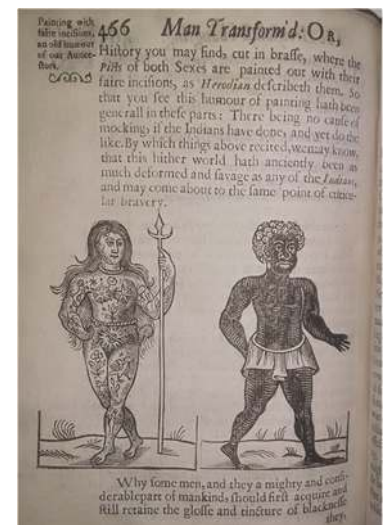 Painting with
faire incisions,
an old humour
of our Ance-
stors.
466 Man Transform'd: OR,
History you may find, cut in brasse, where the
Picts of both Sexes are painted out with their
faire incisions, as Herodian describeth them. So
that you see this humour of painting hath been
generall in these parts: There being no cause of
mocking, if the Indians have done, and yet do the
like. By which things above recited, we may know,
that this hither world hath anciently been as
much deformed and savage as any of the Indians,
and may come about to the same point of cuticu-
lar bravery.
Why some men, and they a mighty and consi-
derable part of mankind, should first acquire and
still retain the glosse and tincture of blacknesse
they,